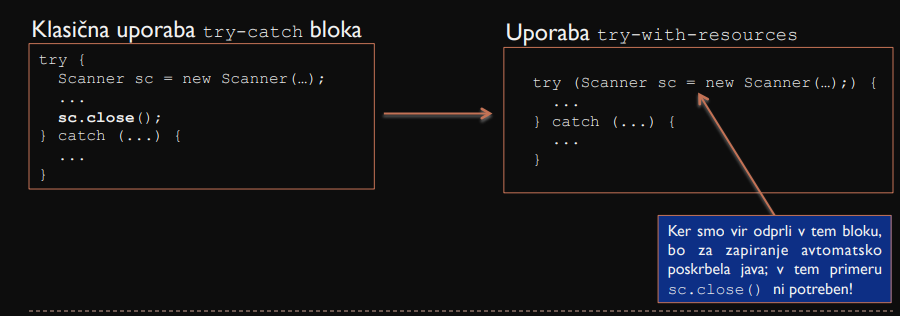 Klasična uporaba try-catch bloka
try {
Scanner sc = new Scanner(…);
...
sc.close();
} catch (...) {
...
}
Uporaba try-with-resources
try (Scanner sc = new Scanner(…);) {
...
} catch (...) {
...
}
Ker smo vir odprli v tem bloku,
bo za zapiranje avtomatsko
poskrbela java; v tem primeru
sc.close() ni potreben!